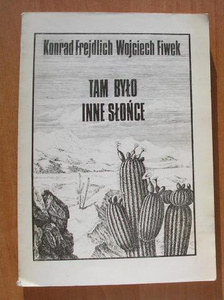 Konrad Frejdlich Wojciech Fiwek
TAM BYŁO
INNE SŁOŃCE